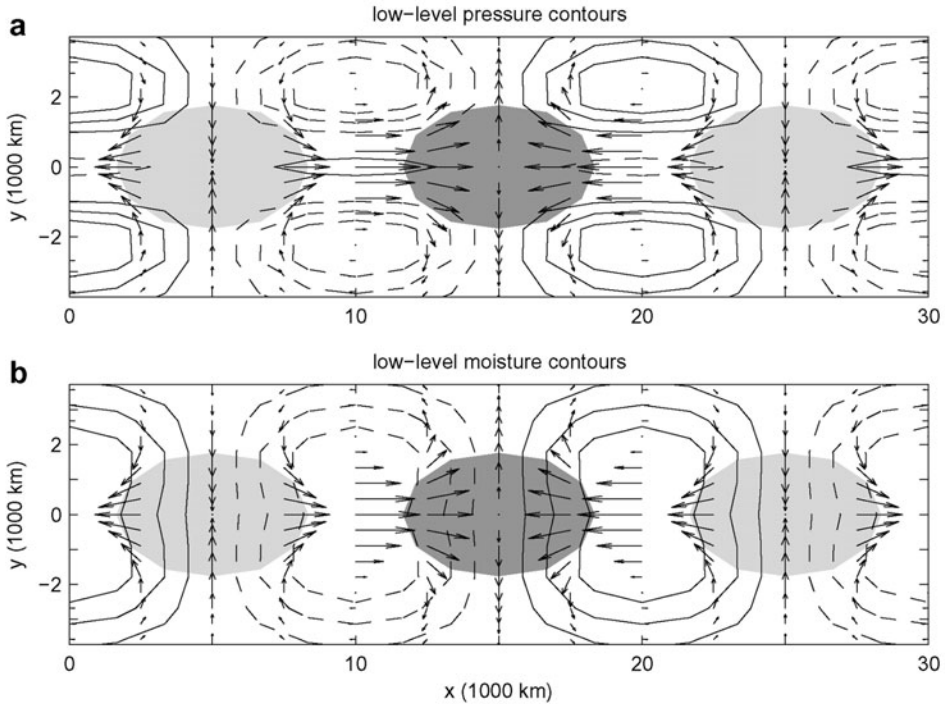 a
low-level pressure contours
y (1000 km)
2
0
−2
0 10 20 30
b
low-level moisture contours
y (1000 km)
2
0
−2
0 10 20 30
x (1000 km)